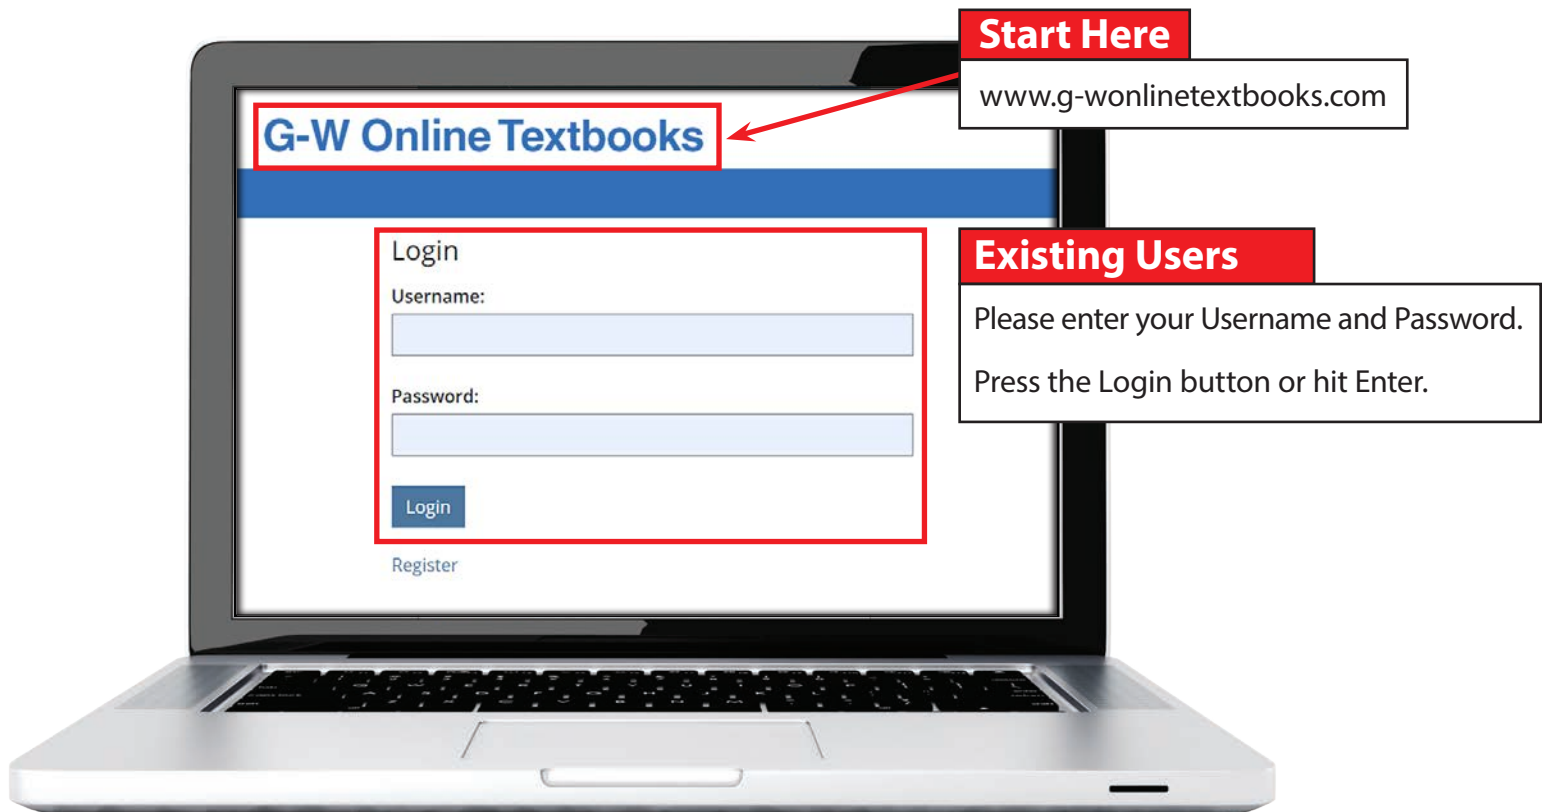 Start Here
www.g-wonlinetextbooks.com
G-W Online Textbooks
Login
Username:
Password:
Login
Register
Existing Users
Please enter your Username and Password.
Press the Login button or hit Enter.